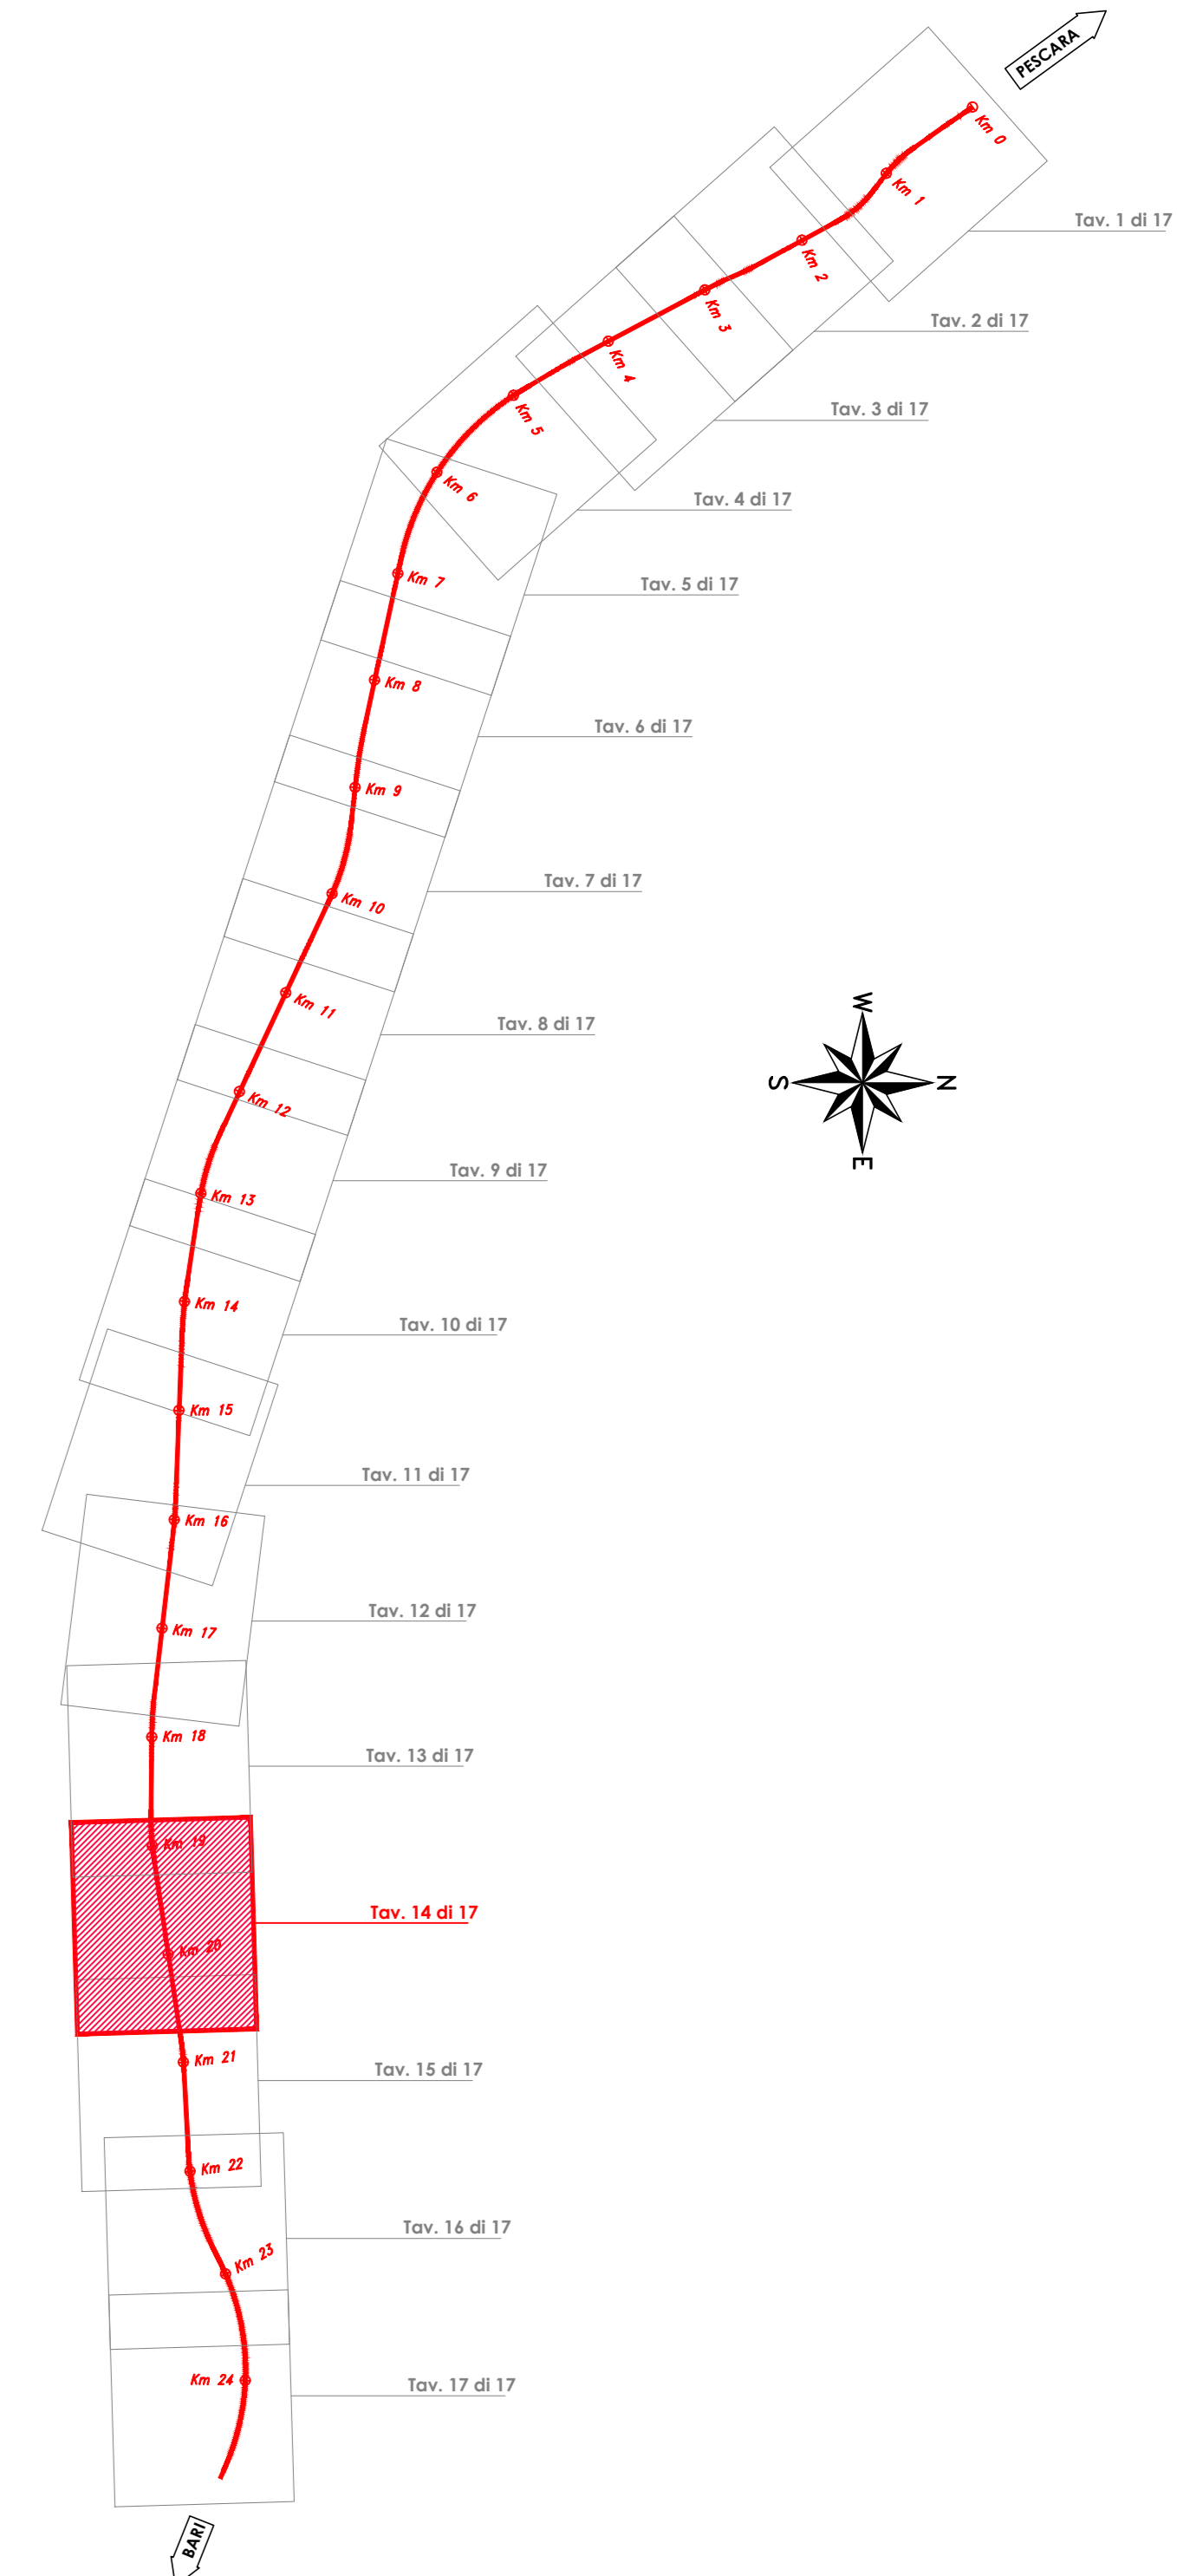 PESCARA
Km 0
Km 1
Tav. 1 di 17
Km 2
Km 3
Tav. 2 di 17
Km 4
Km 5
Tav. 3 di 17
Km 6
Tav. 4 di 17
Km 7
Tav. 5 di 17
Km 8
Tav. 6 di 17
Km 9
Tav. 7 di 17
Km 10
Km 11
Tav. 8 di 17
W
S
N
E
Km 12
Tav. 9 di 17
Km 13
Km 14
Tav. 10 di 17
Km 15
Tav. 11 di 17
Km 16
Tav. 12 di 17
Km 17
Km 18
Tav. 13 di 17
Km 19
Tav. 14 di 17
Km 20
Km 21
Tav. 15 di 17
Km 22
Tav. 16 di 17
Km 23
Km 24
Tav. 17 di 17
BARI